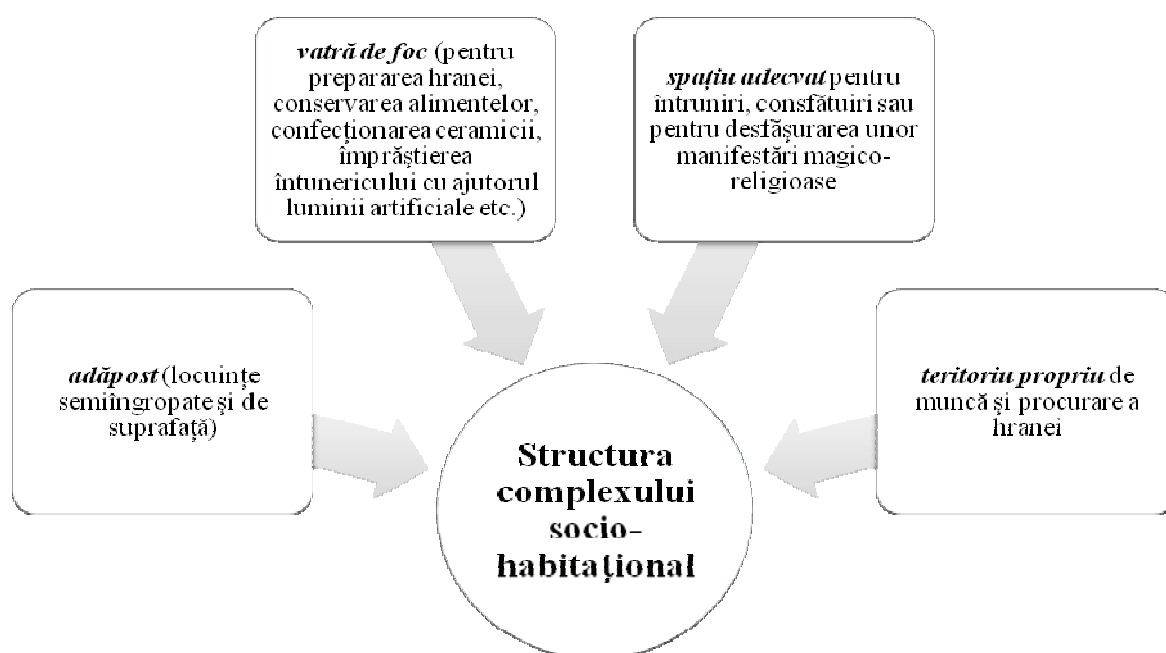 vatră de foc (pentru
prepararea hranei,
conservarea alimentelor,
confecționarea ceramicii,
împrăștierea
întunericului cu ajutorul
luminii artificiale etc.)
spațiu adecvat pentru
întruniri, consfătuiri sau
pentru desfășurarea unor
manifestări magico-
religioase
adăpost (locuințe
semiîngropate și de
suprafață)
teritoriu propriu de
muncă și procurare a
hranei
Structura
complexului
socio-
habitațional